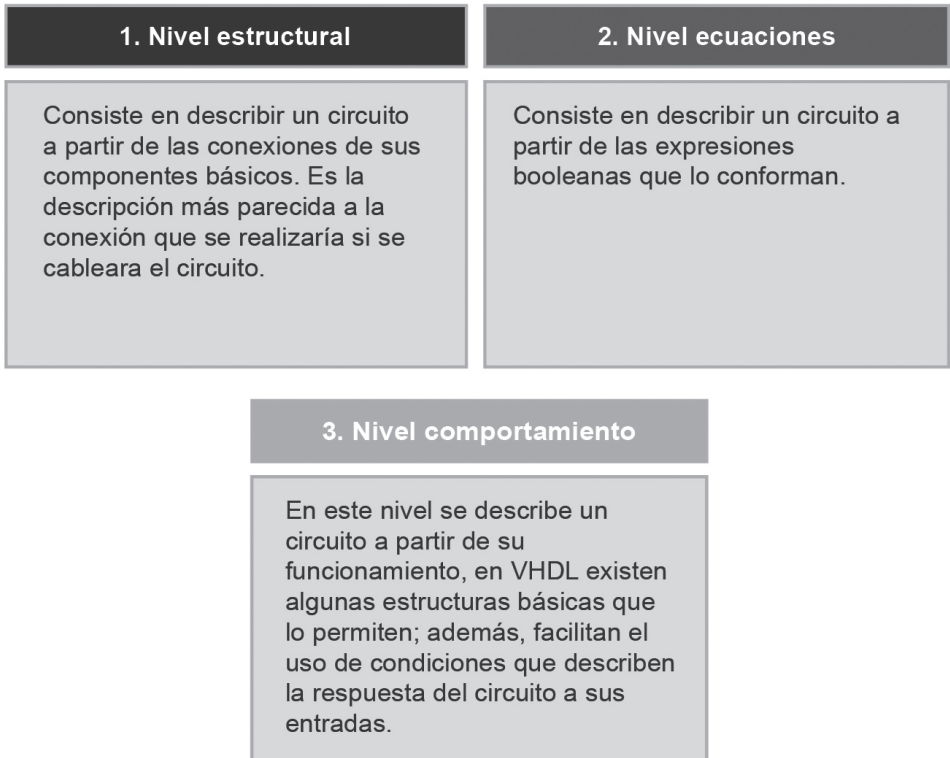 1. Nivel estructural
Consiste en describir un circuito
a partir de las conexiones de sus
componentes básicos. Es la
descripción más parecida a la
conexión que se realizaría si se
cableara el circuito.
2. Nivel ecuaciones
Consiste en describir un circuito a
partir de las expresiones
booleanas que lo conforman.
3. Nivel comportamiento
En este nivel se describe un
circuito a partir de su
funcionamiento, en VHDL existen
algunas estructuras básicas que
lo permiten; además, facilitan el
uso de condiciones que describen
la respuesta del circuito a sus
entradas.